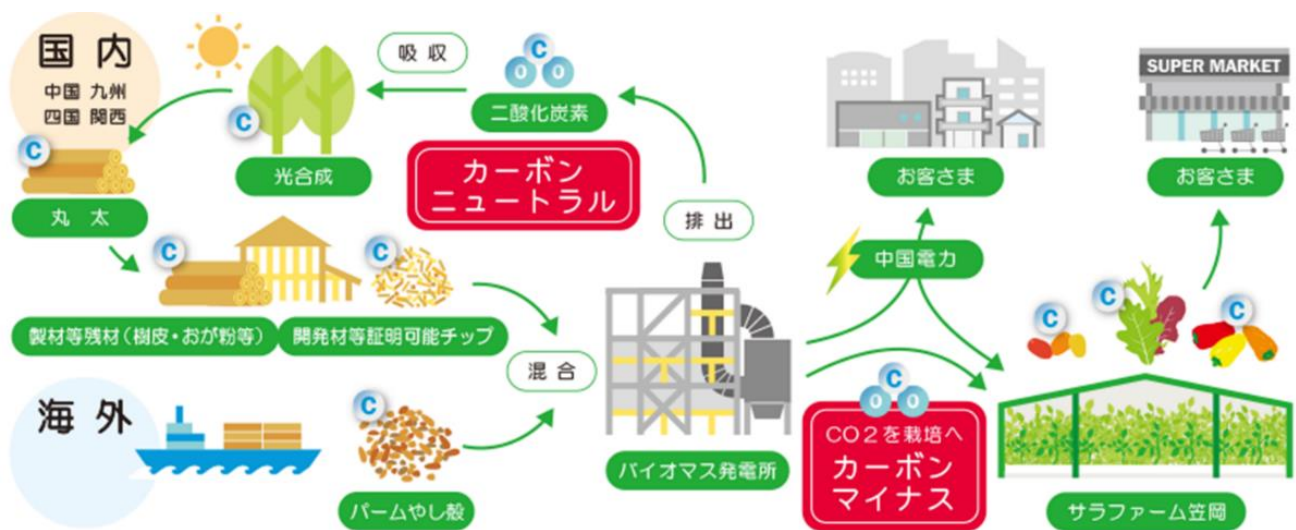 国内
中国 九州
四国 関西
C
丸太
C
光合成
吸収
C
O O
二酸化炭素
カーボン
ニュートラル
排出
C
製材等残材（樹皮・おが粉等）
C
開発材等証明可能チップ
混合
海外
C
パームやし殻
バイオマス発電所
お客さま
SUPER MARKET
お客さま
中国電力
C
O O
CO2を栽培へ
カーボン
マイナス
C
C
C
サラファーム笠岡